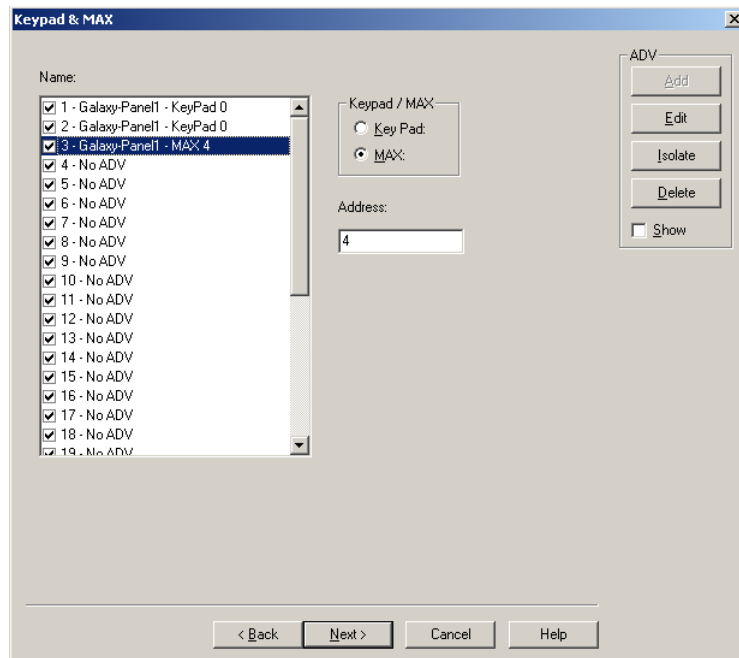 Keypad & MAX
Name:
1 - Galaxy-Panel1 - KeyPad 0
2 - Galaxy-Panel1 - KeyPad 0
3 - Galaxy-Panel1 - MAX 4
4 - No ADV
5 - No ADV
6 - No ADV
7 - No ADV
8 - No ADV
9 - No ADV
10 - No ADV
11 - No ADV
12 - No ADV
13 - No ADV
14 - No ADV
15 - No ADV
16 - No ADV
17 - No ADV
18 - No ADV
19 - No ADV
Keypad / MAX
Key Pad:
MAX:
Address:
4
ADV
Add
Edit
Isolate
Delete
Show
< Back
Next >
Cancel
Help